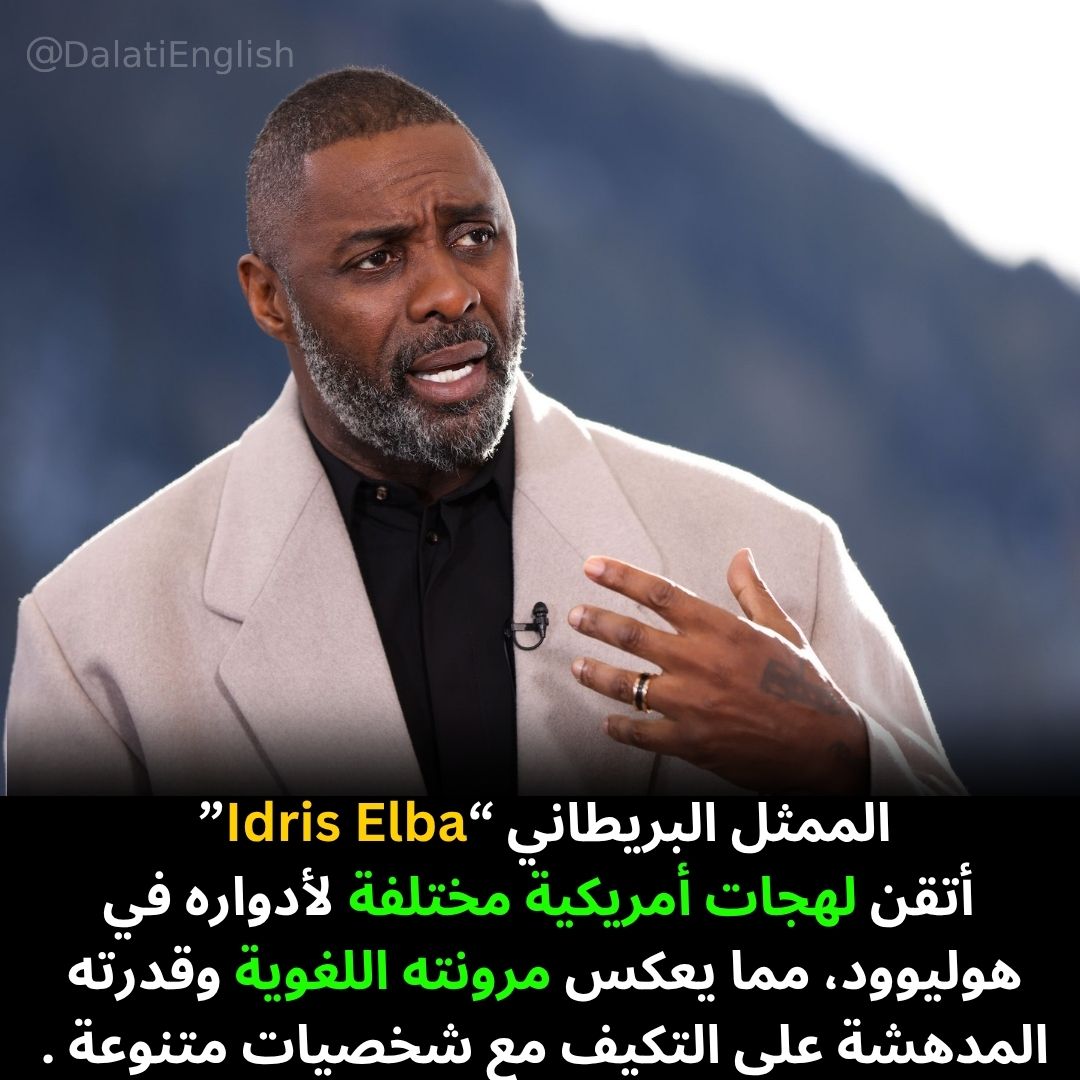 @DalatiEnglish
الممثل البريطاني “Idris Elba”
أتقن لهجات أمريكية مختلفة لأدواره في
هوليوود، مما يعكس مرونته اللغوية وقدرته
المدهشة على التكيف مع شخصيات متنوعة .